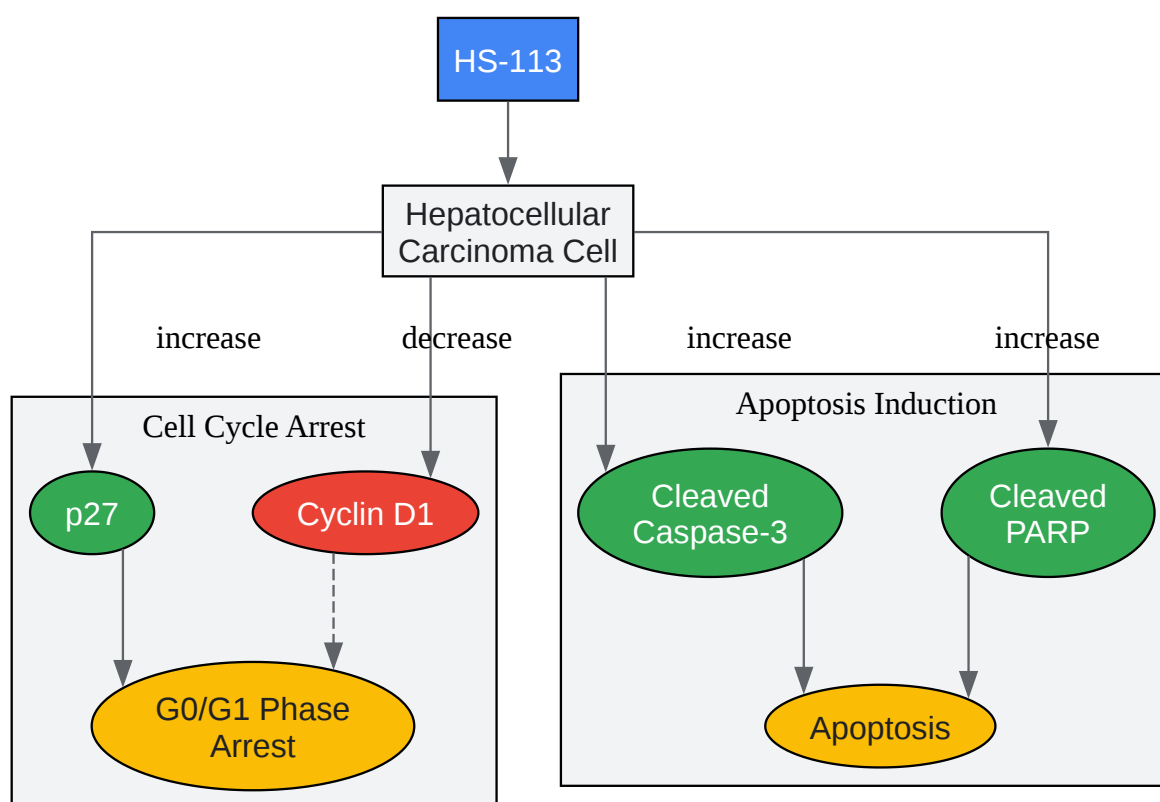 HS-113
Hepatocellular
Carcinoma Cell
increase
decrease
increase
increase
Cell Cycle Arrest
Apoptosis Induction
p27
Cyclin D1
Cleaved
Caspase-3
Cleaved
PARP
G0/G1 Phase
Arrest
Apoptosis